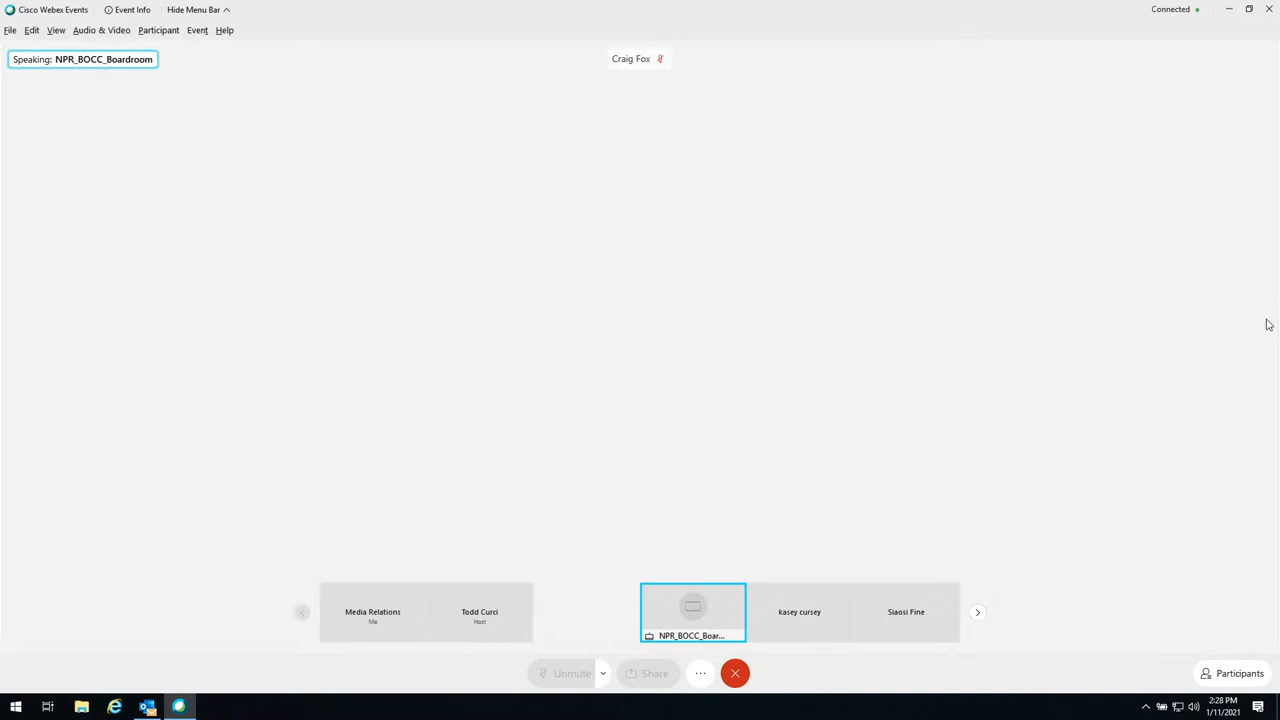 Cisco Webex Events Event Info Hide Menu Bar Connected
File Edit View Audio & Video Participant Event Help
Speaking: NPR_BOCC_Boardroom Craig Fox
Media Relations Todd Curci kasey cursey Siaosi Fine
Me Host
NPR_BOCC_Boar...
Unmute Share Participants
2:28 PM
1/11/2021